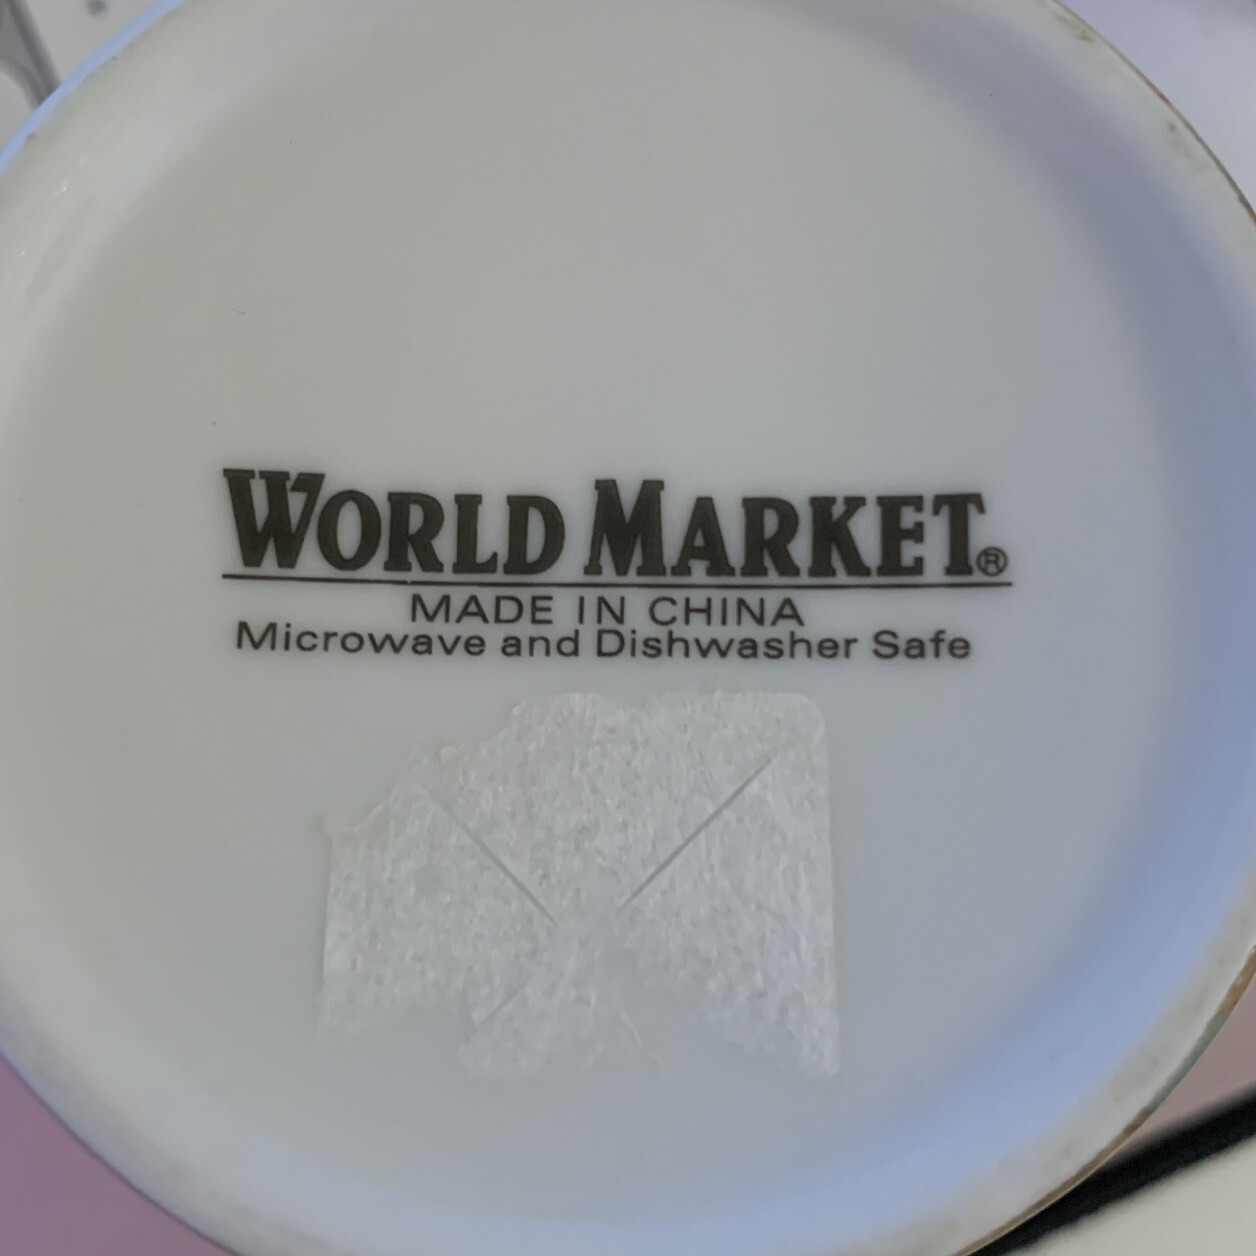 WORLD MARKET®
MADE IN CHINA
Microwave and Dishwasher Safe